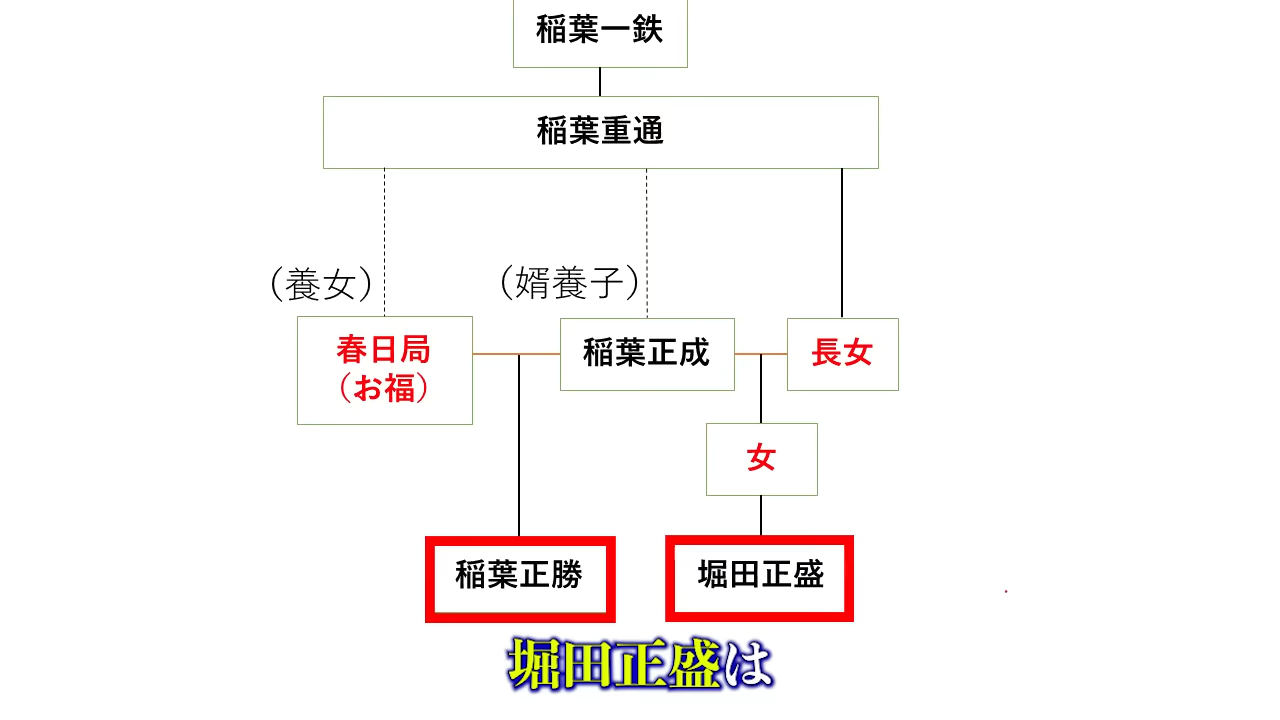 稲葉一鉄
稲葉重通
（養女）
（婿養子）
春日局
（お福）
稲葉正成
長女
女
稲葉正勝
堀田正盛
堀田正盛は